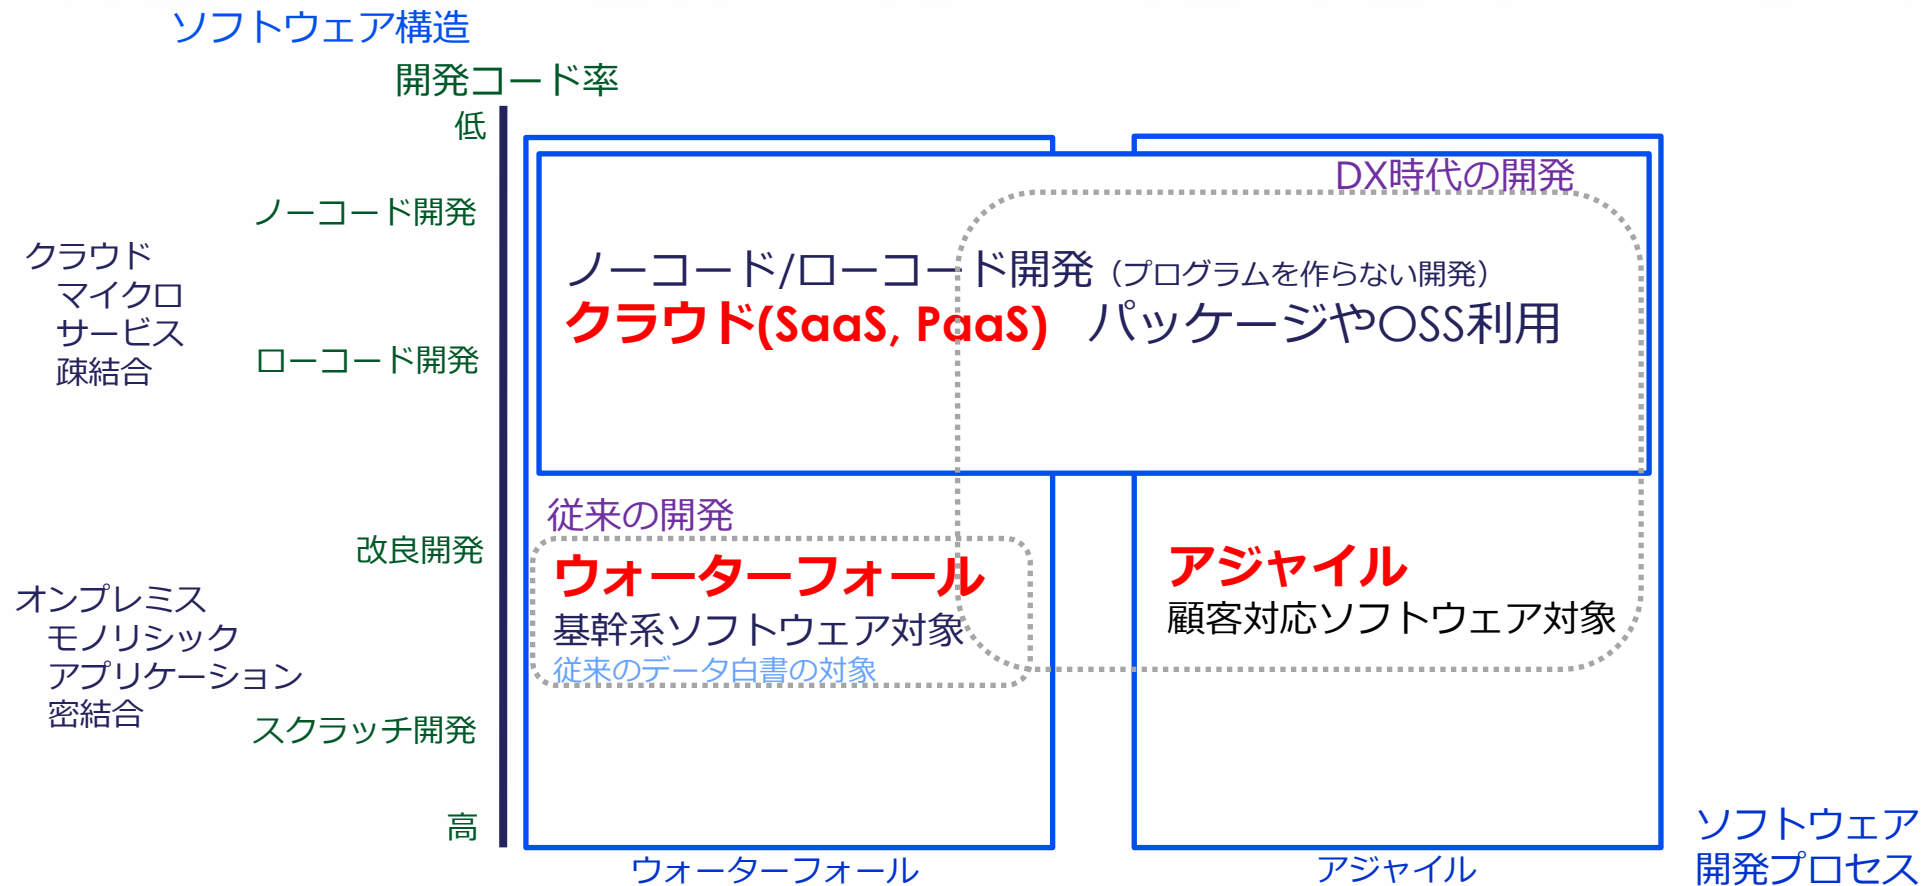 ソフトウェア構造
開発コード率
低
ノーコード開発
クラウド
マイクロ
サービス
疎結合
ローコード開発
改良開発
オンプレミス
モノリシック
アプリケーション
密結合
スクラッチ開発
高
DX時代の開発
ノーコード/ローコード開発（プログラムを作らない開発）
クラウド(SaaS, PaaS)　パッケージやOSS利用
従来の開発
ウォーターフォール
基幹系ソフトウェア対象
従来のデータ白書の対象
アジャイル
顧客対応ソフトウェア対象
ウォーターフォール
アジャイル
ソフトウェア
開発プロセス